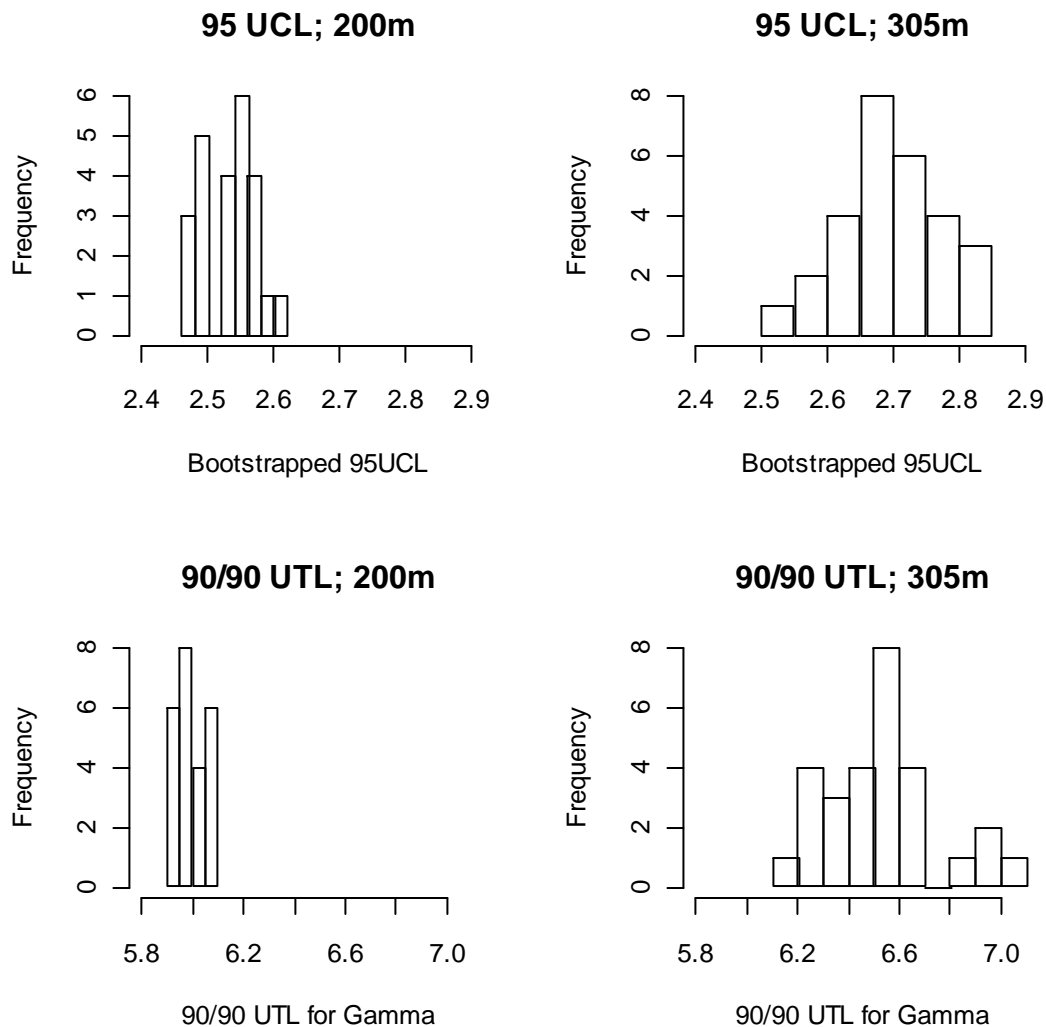 95 UCL; 200m
Frequency
6
5
4
3
2
1
0
2.4 2.5 2.6 2.7 2.8 2.9
Bootstrapped 95UCL
95 UCL; 305m
Frequency
8
6
4
2
0
2.4 2.5 2.6 2.7 2.8 2.9
Bootstrapped 95UCL
90/90 UTL; 200m
Frequency
8
6
4
2
0
5.8 6.2 6.6 7.0
90/90 UTL for Gamma
90/90 UTL; 305m
Frequency
8
6
4
2
0
5.8 6.2 6.6 7.0
90/90 UTL for Gamma